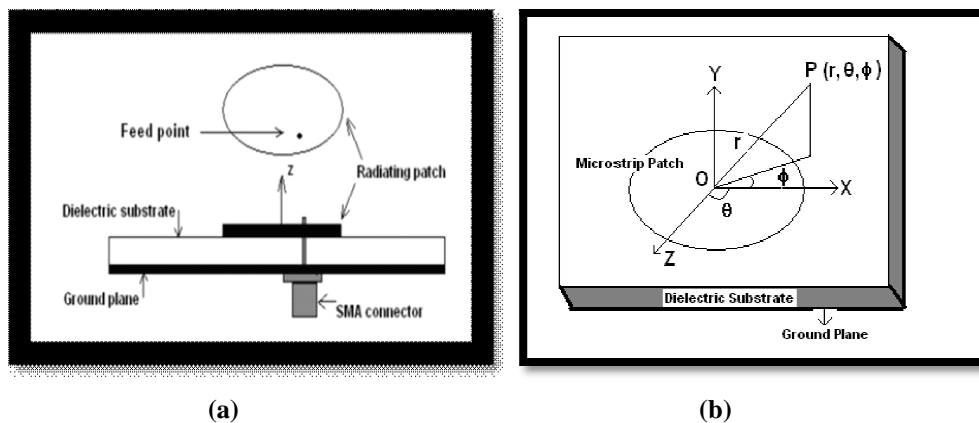 Feed point
z
Radiating patch
Dielectric substrate
Ground plane
SMA connector
(a)
Y
P (r, θ, ϕ)
r
Microstrip Patch
O
ϕ
X
θ
Z
Dielectric Substrate
Ground Plane
(b)